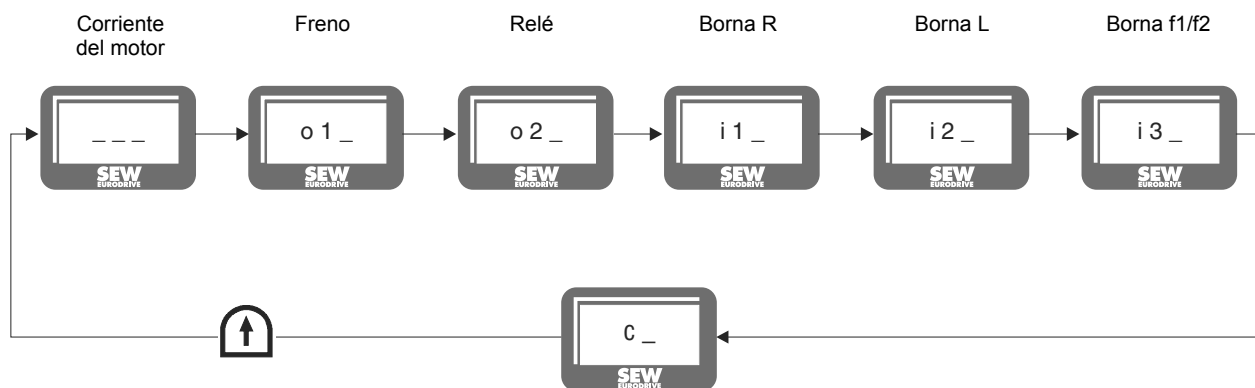 Corriente
del motor
Freno
Relé
Borna R
Borna L
Borna f1/f2
_ _ _
SEW
EURODRIVE
o 1 _
SEW
EURODRIVE
o 2 _
SEW
EURODRIVE
i 1 _
SEW
EURODRIVE
i 2 _
SEW
EURODRIVE
i 3 _
SEW
EURODRIVE
C _
SEW
EURODRIVE